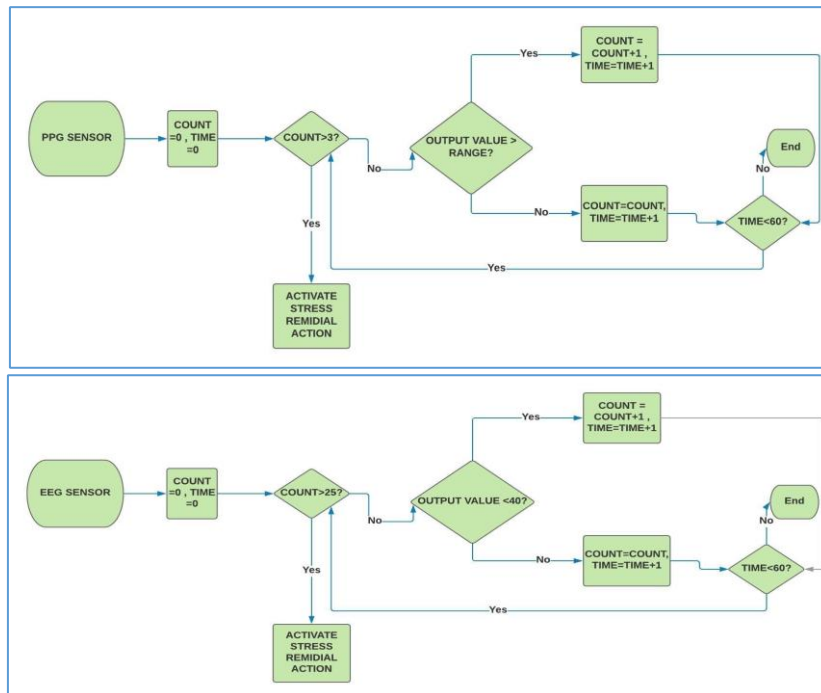 Yes
COUNT =
COUNT+1 ,
TIME=TIME+1
PPG SENSOR
COUNT
=0 , TIME
=0
COUNT>3?
No
OUTPUT VALUE >
RANGE?
End
No
No
COUNT=COUNT,
TIME=TIME+1
TIME<60?
Yes
Yes
ACTIVATE
STRESS
REMIDIAL
ACTION
Yes
COUNT =
COUNT+1 ,
TIME=TIME+1
EEG SENSOR
COUNT
=0 , TIME
=0
COUNT>25?
No
OUTPUT VALUE <40?
End
No
No
COUNT=COUNT,
TIME=TIME+1
TIME<60?
Yes
Yes
ACTIVATE
STRESS
REMIDIAL
ACTION